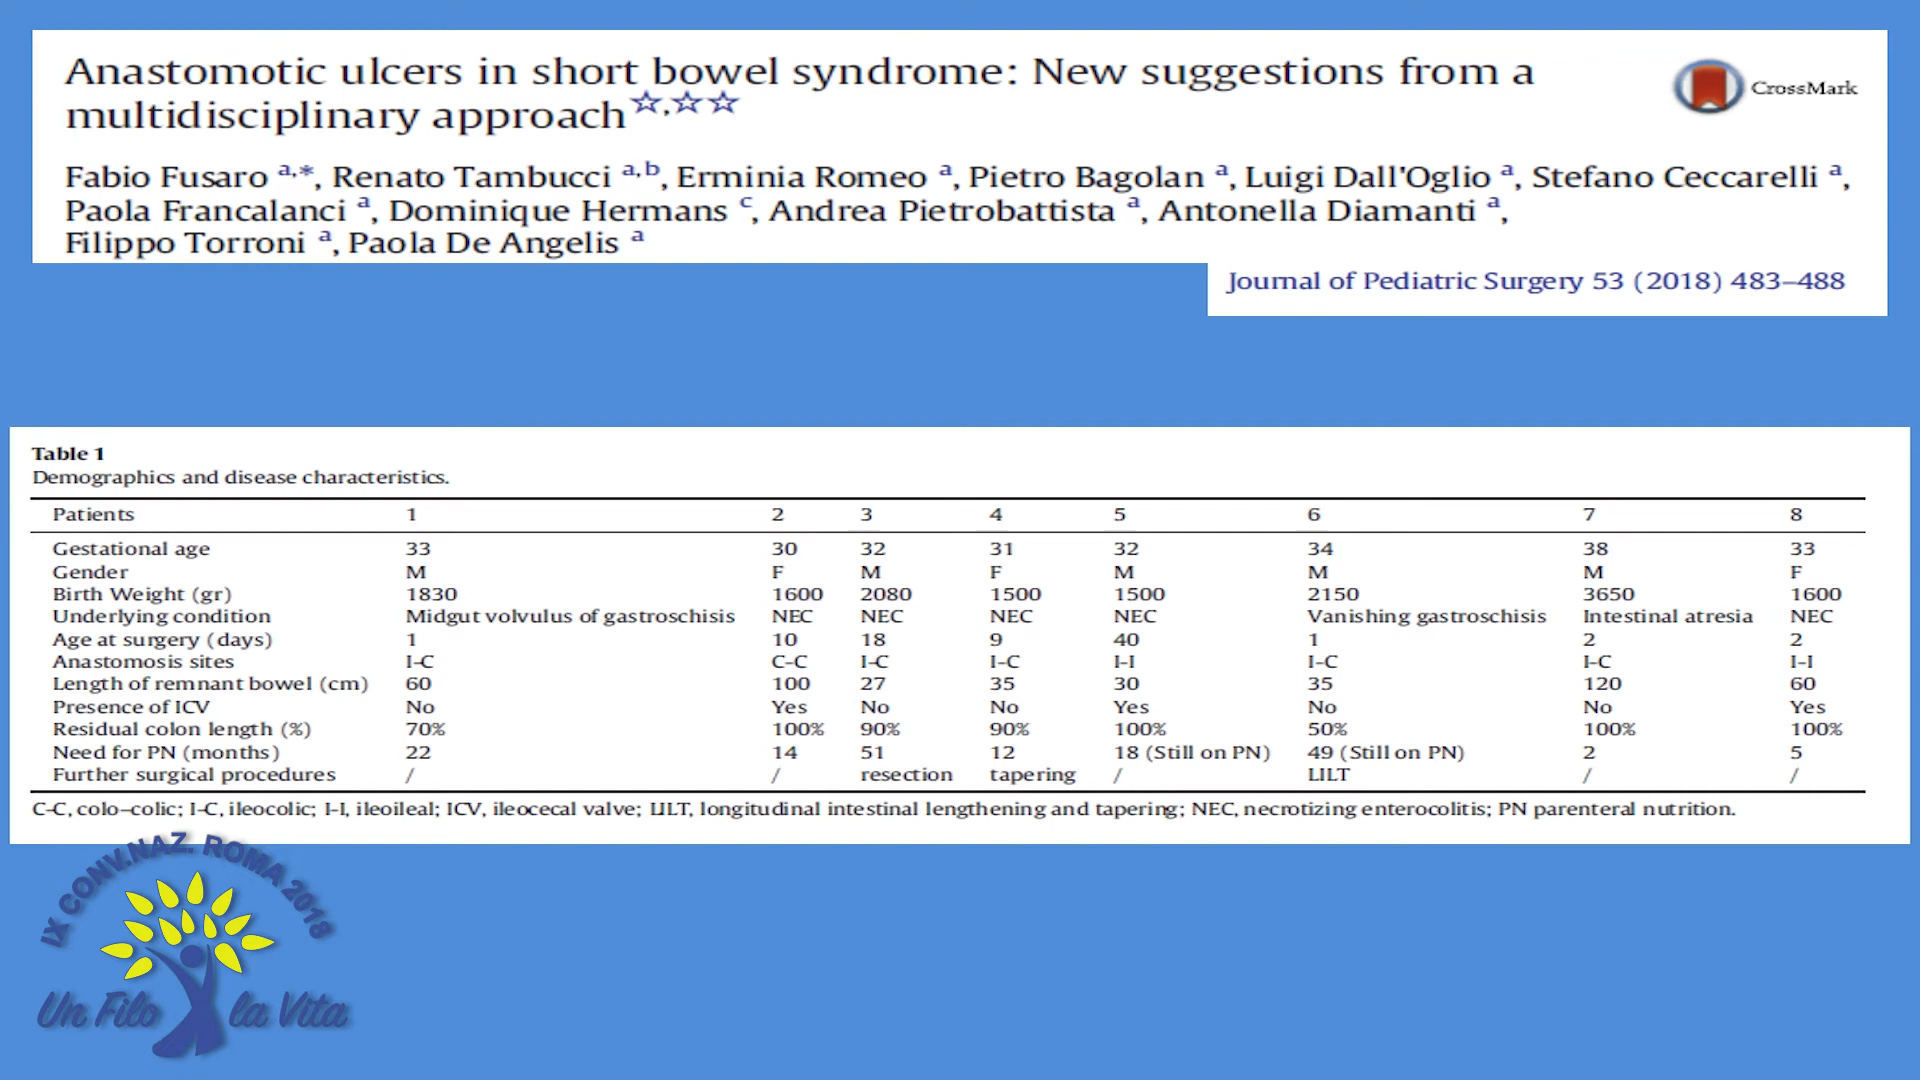 Anastomotic ulcers in short bowel syndrome: New suggestions from a
multidisciplinary approach☆,☆☆
CrossMark
Fabio Fusaro a,*, Renato Tambucci a,b, Erminia Romeo a, Pietro Bagolan a, Luigi Dall'Oglio a, Stefano Ceccarelli a,
Paola Francalanci a, Dominique Hermans c, Andrea Pietrobattista a, Antonella Diamanti a,
Filippo Torroni a, Paola De Angelis a
Journal of Pediatric Surgery 53 (2018) 483–488
Table 1
Demographics and disease characteristics.
Patients 1 2 3 4 5 6 7 8
Gestational age 33 30 32 31 32 34 38 33
Gender M F M F M M M F
Birth Weight (gr) 1830 1600 2080 1500 1500 2150 3650 1600
Underlying condition Midgut volvulus of gastroschisis NEC NEC NEC NEC Vanishing gastroschisis Intestinal atresia NEC
Age at surgery (days) 1 10 18 9 40 1 2 2
Anastomosis sites I-C C-C I-C I-C I-I I-C I-C I-I
Length of remnant bowel (cm) 60 100 27 35 30 35 120 60
Presence of ICV No Yes No No Yes No No Yes
Residual colon length (%) 70% 100% 90% 90% 100% 50% 100% 100%
Need for PN (months) 22 14 51 12 18 (Still on PN) 49 (Still on PN) 2 5
Further surgical procedures / / resection tapering / LILT / /
C-C, colo–colic; I-C, ileocolic; I-I, ileoileal; ICV, ileocecal valve; LILT, longitudinal intestinal lengthening and tapering; NEC, necrotizing enterocolitis; PN parenteral nutrition.
IX CONV.NAZ. ROMA 2018
Un Filo la Vita